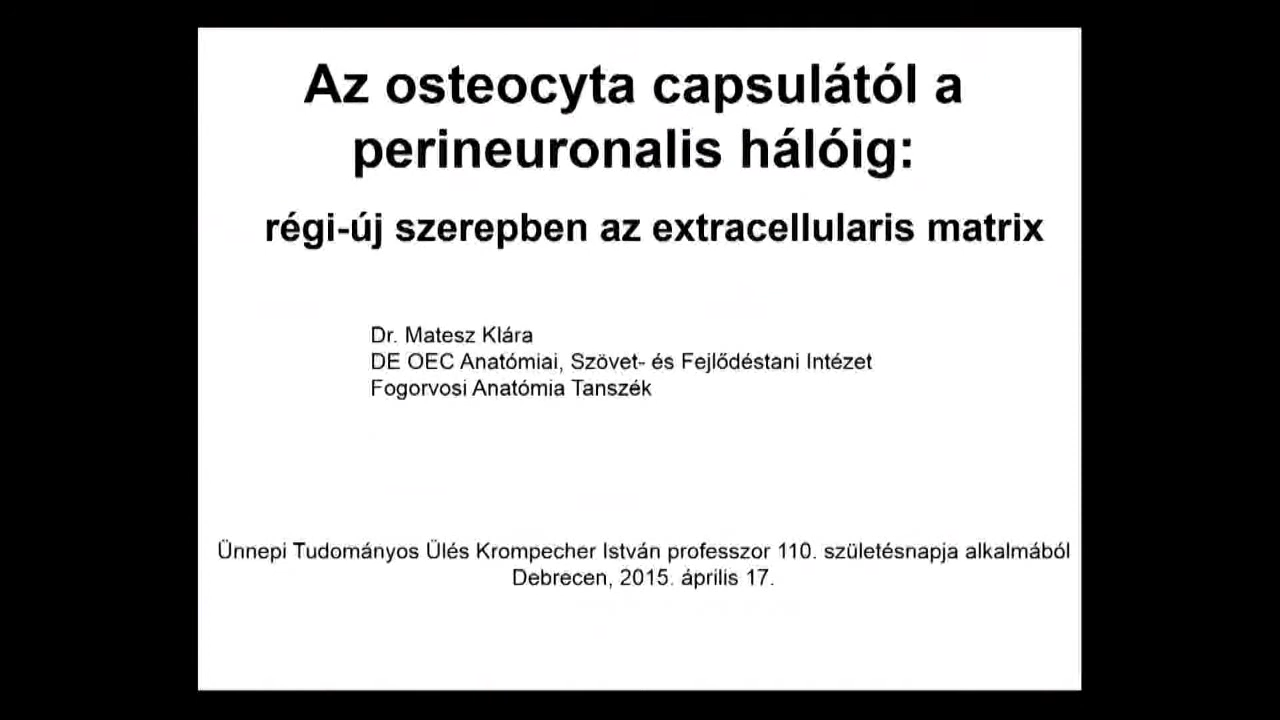 Az osteocyta capsulától a
perineuronalis hálóig:
régi-új szerepben az extracellularis matrix
Dr. Matesz Klára
DE OEC Anatómiai, Szövet- és Fejlődéstani Intézet
Fogorvosi Anatómia Tanszék
Ünnepi Tudományos Ülés Krompecher István professzor 110. születésnapja alkalmából
Debrecen, 2015. április 17.